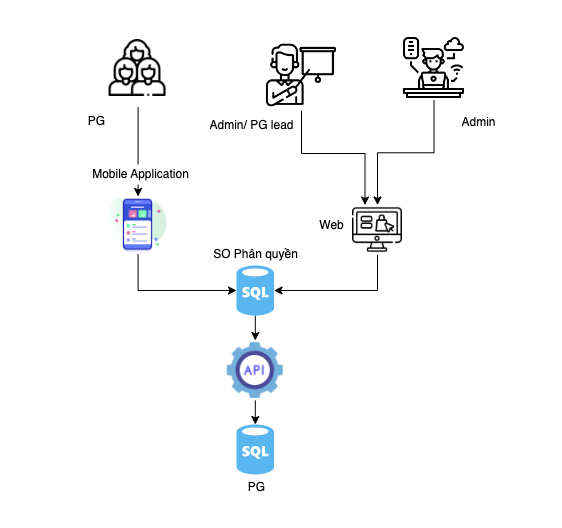 PG
Admin/ PG lead
Admin
Mobile Application
Web
SO Phân quyền
SQL
API
SQL
PG